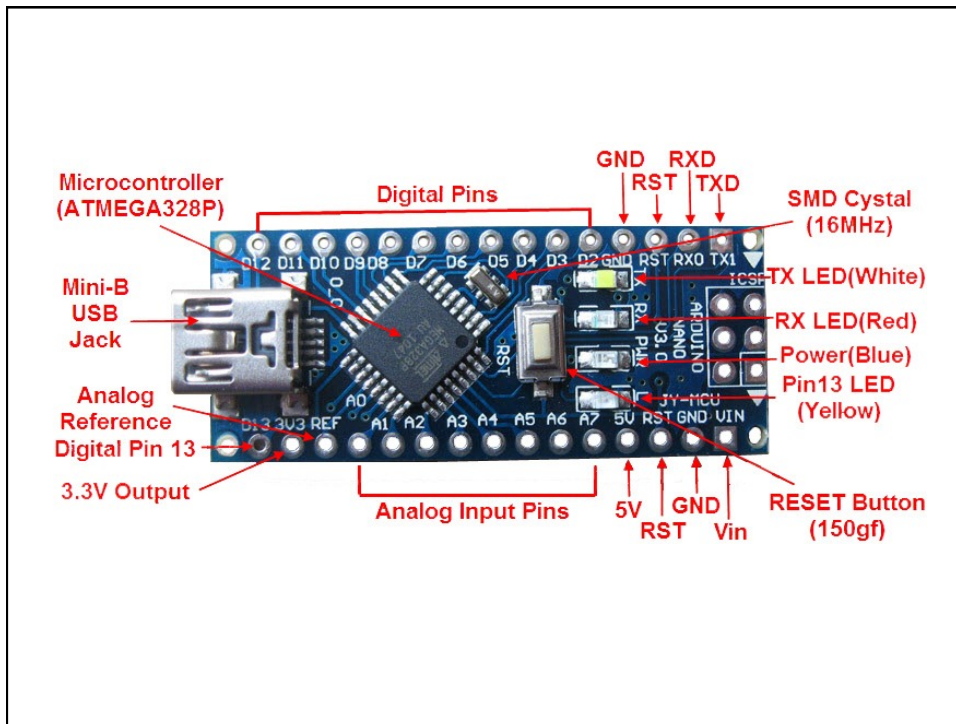 GND
RXD
RST
TXD
Microcontroller
(ATMEGA328P)
Digital Pins
SMD Cystal
(16MHz)
D12 D11 D10 D9 D8 D7 D6 D5 D4 D3 D2 GND RST RX0 TX1
ICSP
TX
TX LED(White)
Mini-B
USB
Jack
RX
RX LED(Red)
ARDUINO
NANO
V3.0
RST
PWR
Power(Blue)
L
Pin13 LED
(Yellow)
JY-MCU
Analog
Reference
A0
D13 3V3 REF A1 A2 A3 A4 A5 A6 A7 5V RST GND VIN
Digital Pin 13
3.3V Output
Analog Input Pins
5V
RST
GND
Vin
RESET Button
(150gf)